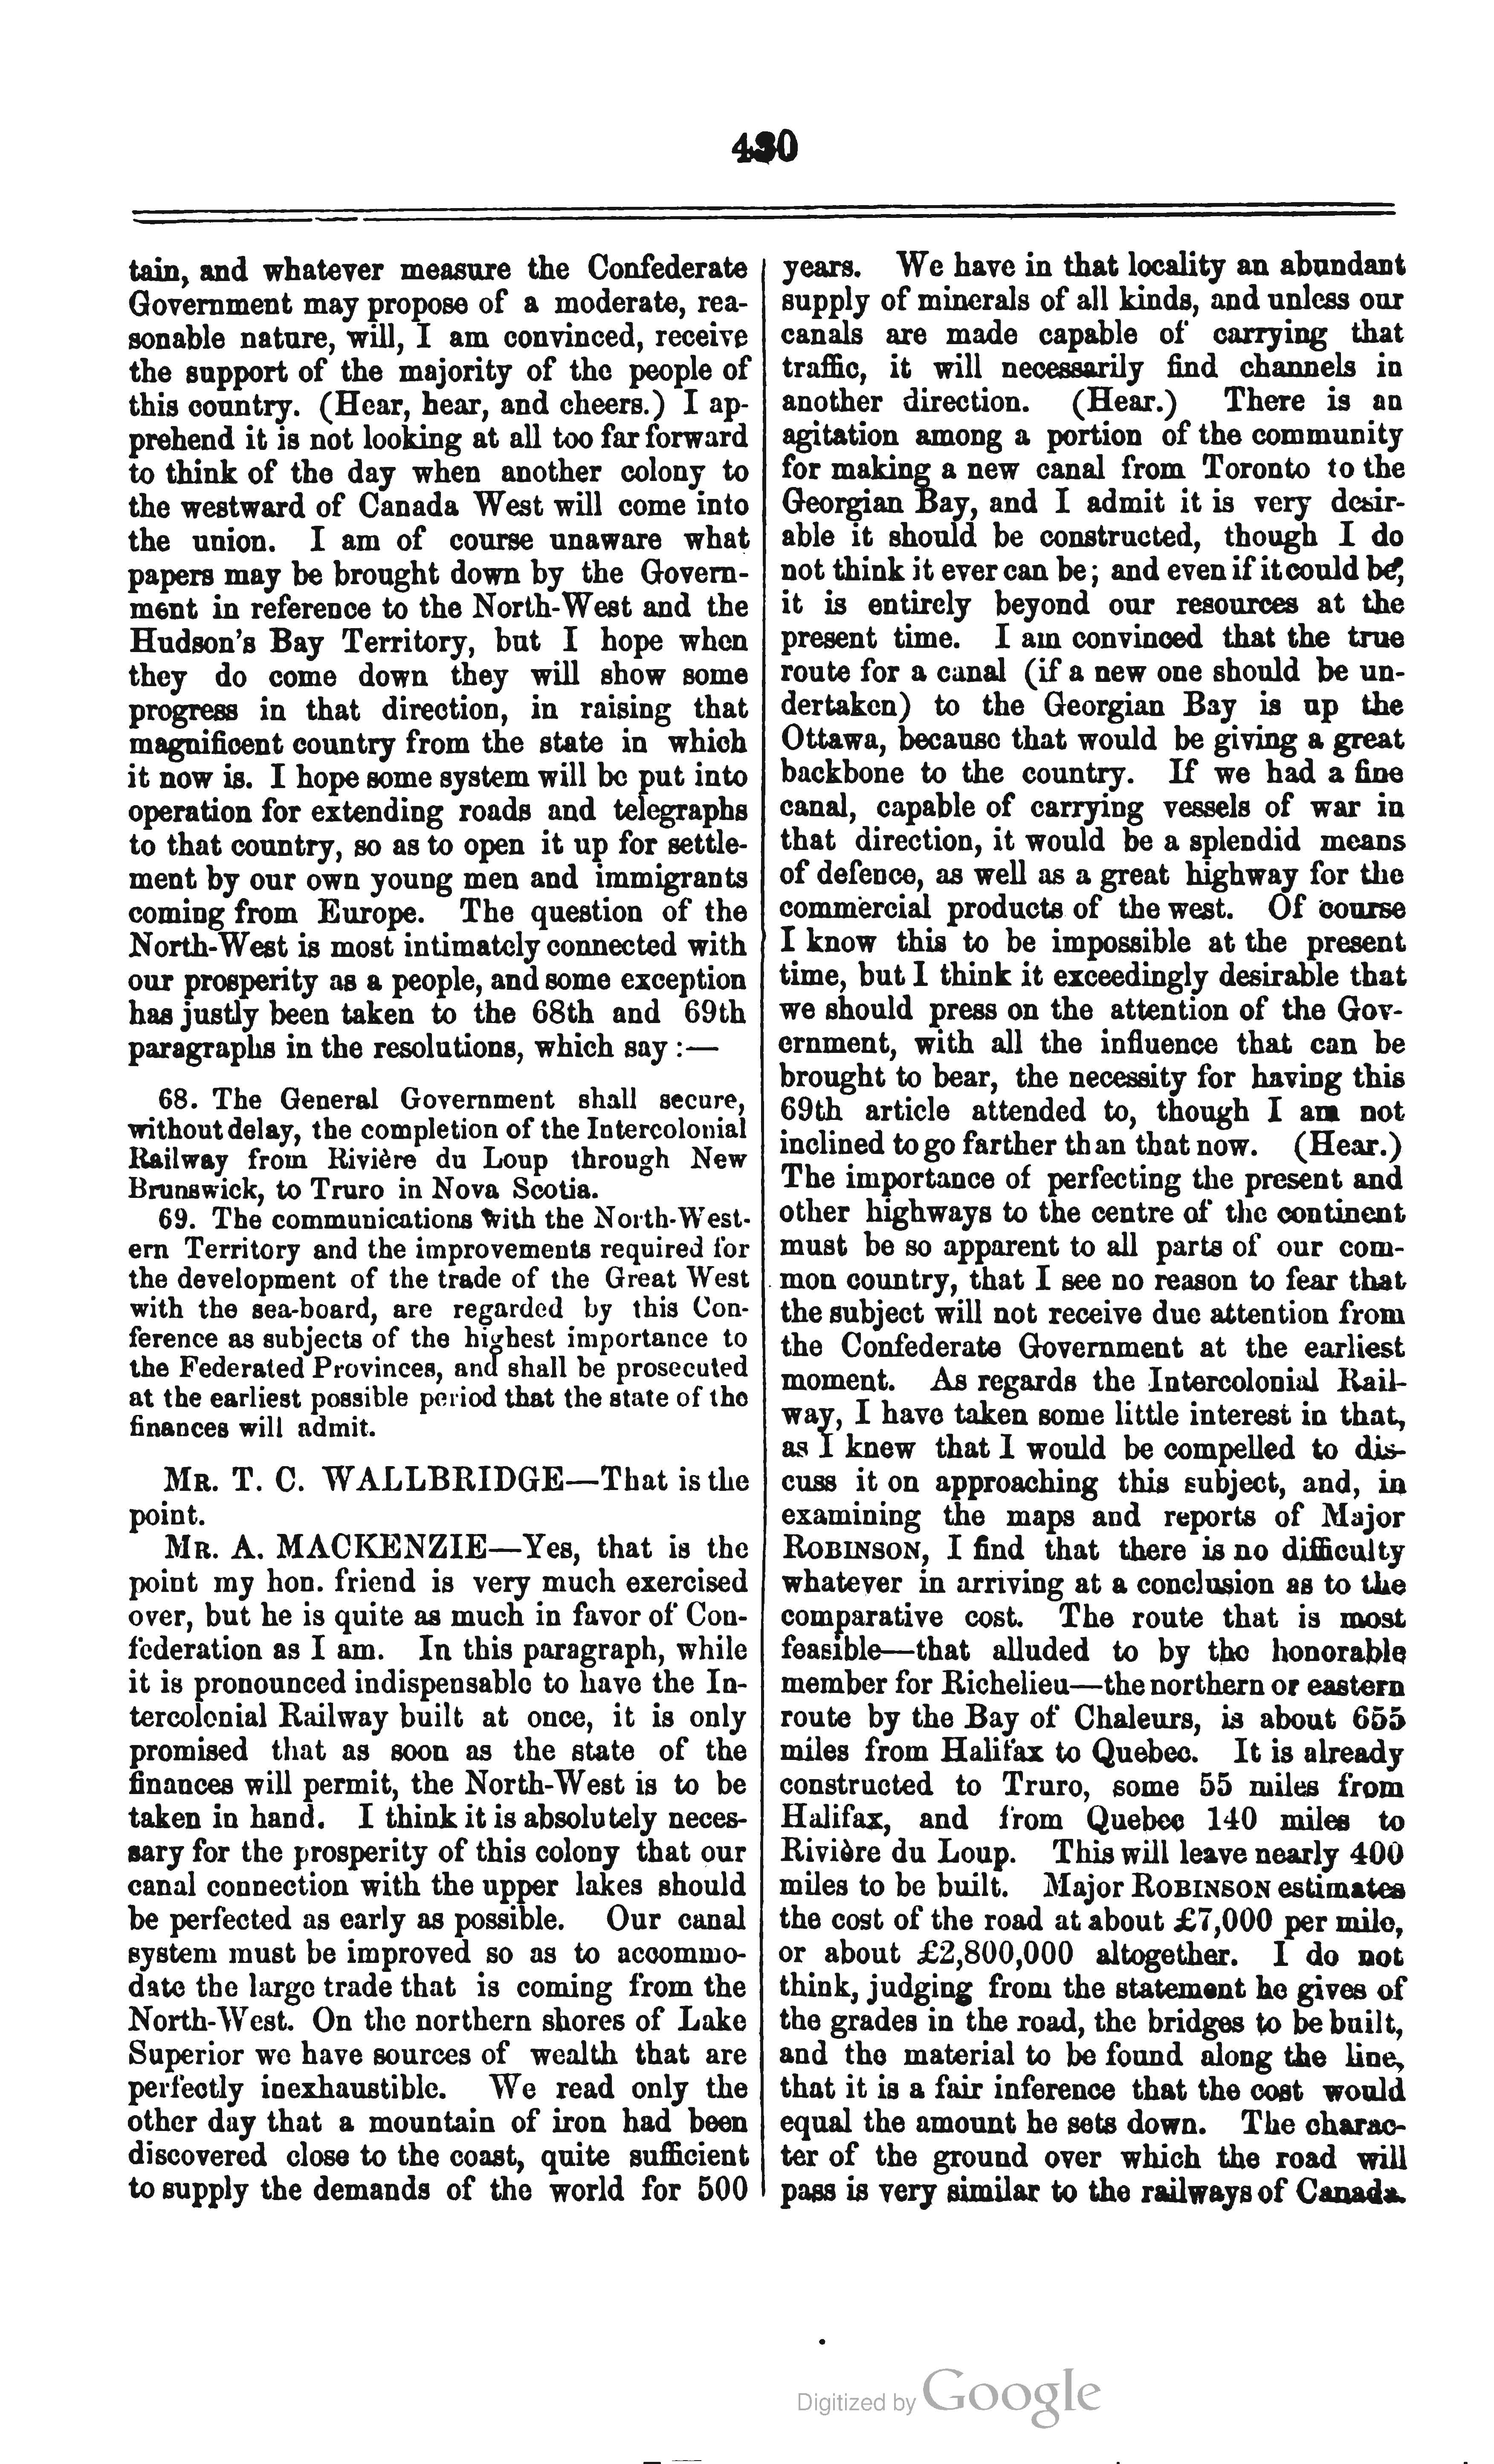 430
tain, and whatever measure the Confederate
Government may propose of a moderate, rea-
sonable nature, will, I am convinced, receive
the support of the majority of the people of
this country. (Hear, hear, and cheers.) I ap-
prehend it is not looking at all too far forward
to think of the day when another colony to
the westward of Canada West will come into
the union. I am of course unaware what
papers may be brought down by the Govern-
ment in reference to the North-West and the
Hudson's Bay Territory, but I hope when
they do come down they will show some
progress in that direction, in raising that
magnificent country from the state in which
it now is. I hope some system will be put into
operation for extending roads and telegraphs
to that country, so as to open it up for settle-
ment by our own young men and immigrants
coming from Europe. The question of the
North-West is most intimately connected with
our prosperity as a people, and some exception
has justly been taken to the 68th and 69th
paragraphs in the resolutions, which say :—
68. The General Government shall secure,
without delay, the completion of the Intercolonial
Railway from Rivière du Loup through New
Brunswick, to Truro in Nova Scotia.
69. The communications with the North-West-
ern Territory and the improvements required for
the development of the trade of the Great West
with the sea-board, are regarded by this Con-
ference as subjects of the highest importance to
the Federated Provinces, and shall be prosecuted
at the earliest possible period that the state of the
finances will admit.
MR. T. C. WALLBRIDGE—That is the
point.
MR. A. MACKENZIE—Yes, that is the
point my hon. friend is very much exercised
over, but he is quite as much in favor of Con-
federation as I am. In this paragraph, while
it is pronounced indispensable to have the In-
tercolonial Railway built at once, it is only
promised that as soon as the state of the
finances will permit, the North-West is to be
taken in hand. I think it is absolutely neces-
sary for the prosperity of this colony that our
canal connection with the upper lakes should
be perfected as early as possible. Our canal
system must be improved so as to accommo-
date the large trade that is coming from the
North-West. On the northern shores of Lake
Superior we have sources of wealth that are
perfectly inexhaustible. We read only the
other day that a mountain of iron had been
discovered close to the coast, quite sufficient
to supply the demands of the world for 500
years. We have in that locality an abundant
supply of minerals of all kinds, and unless our
canals are made capable of carrying that
traffic, it will necessarily find channels in
another direction. (Hear.) There is an
agitation among a portion of the community
for making a new canal from Toronto to the
Georgian Bay, and I admit it is very desir-
able it should be constructed, though I do
not think it ever can be; and even if it could be,
it is entirely beyond our resources at the
present time. I am convinced that the true
route for a canal (if a new one should be un-
dertaken) to the Georgian Bay is up the
Ottawa, because that would be giving a great
backbone to the country. If we had a fine
canal, capable of carrying vessels of war in
that direction, it would be a splendid means
of defence, as well as a great highway for the
commercial products of the west. Of course
I know this to be impossible at the present
time, but I think it exceedingly desirable that
we should press on the attention of the Gov-
ernment, with all the influence that can be
brought to bear, the necessity for having this
69th article attended to, though I am not
inclined to go farther than that now. (Hear.)
The importance of perfecting the present and
other highways to the centre of the continent
must be so apparent to all parts of our com-
mon country, that I see no reason to fear that
the subject will not receive due attention from
the Confederate Government at the earliest
moment. As regards the Intercolonial Rail-
way, I have taken some little interest in that,
as I knew that I would be compelled to dis-
cuss it on approaching this subject, and, in
examining the maps and reports of Major
ROBINSON, I find that there is no difficulty
whatever in arriving at a conclusion as to the
comparative cost. The route that is most
feasible—that alluded to by the honorable
member for Richelieu—the northern or eastern
route by the Bay of Chaleurs, is about 655
miles from Halifax to Quebec. It is already
constructed to Truro, some 55 miles from
Halifax, and from Quebec 140 miles to
Rivière du Loup. This will leave nearly 400
miles to be built. Major ROBINSON estimates
the cost of the road at about £7,000 per mile,
or about £2,800,000 altogether. I do not
think, judging from the statement he gives of
the grades in the road, the bridges to be built,
and the material to be found along the line,
that it is a fair inference that the cost would
equal the amount he sets down. The charac-
ter of the ground over which the road will
pass is very similar to the railways of Canada.
Digitized by Google